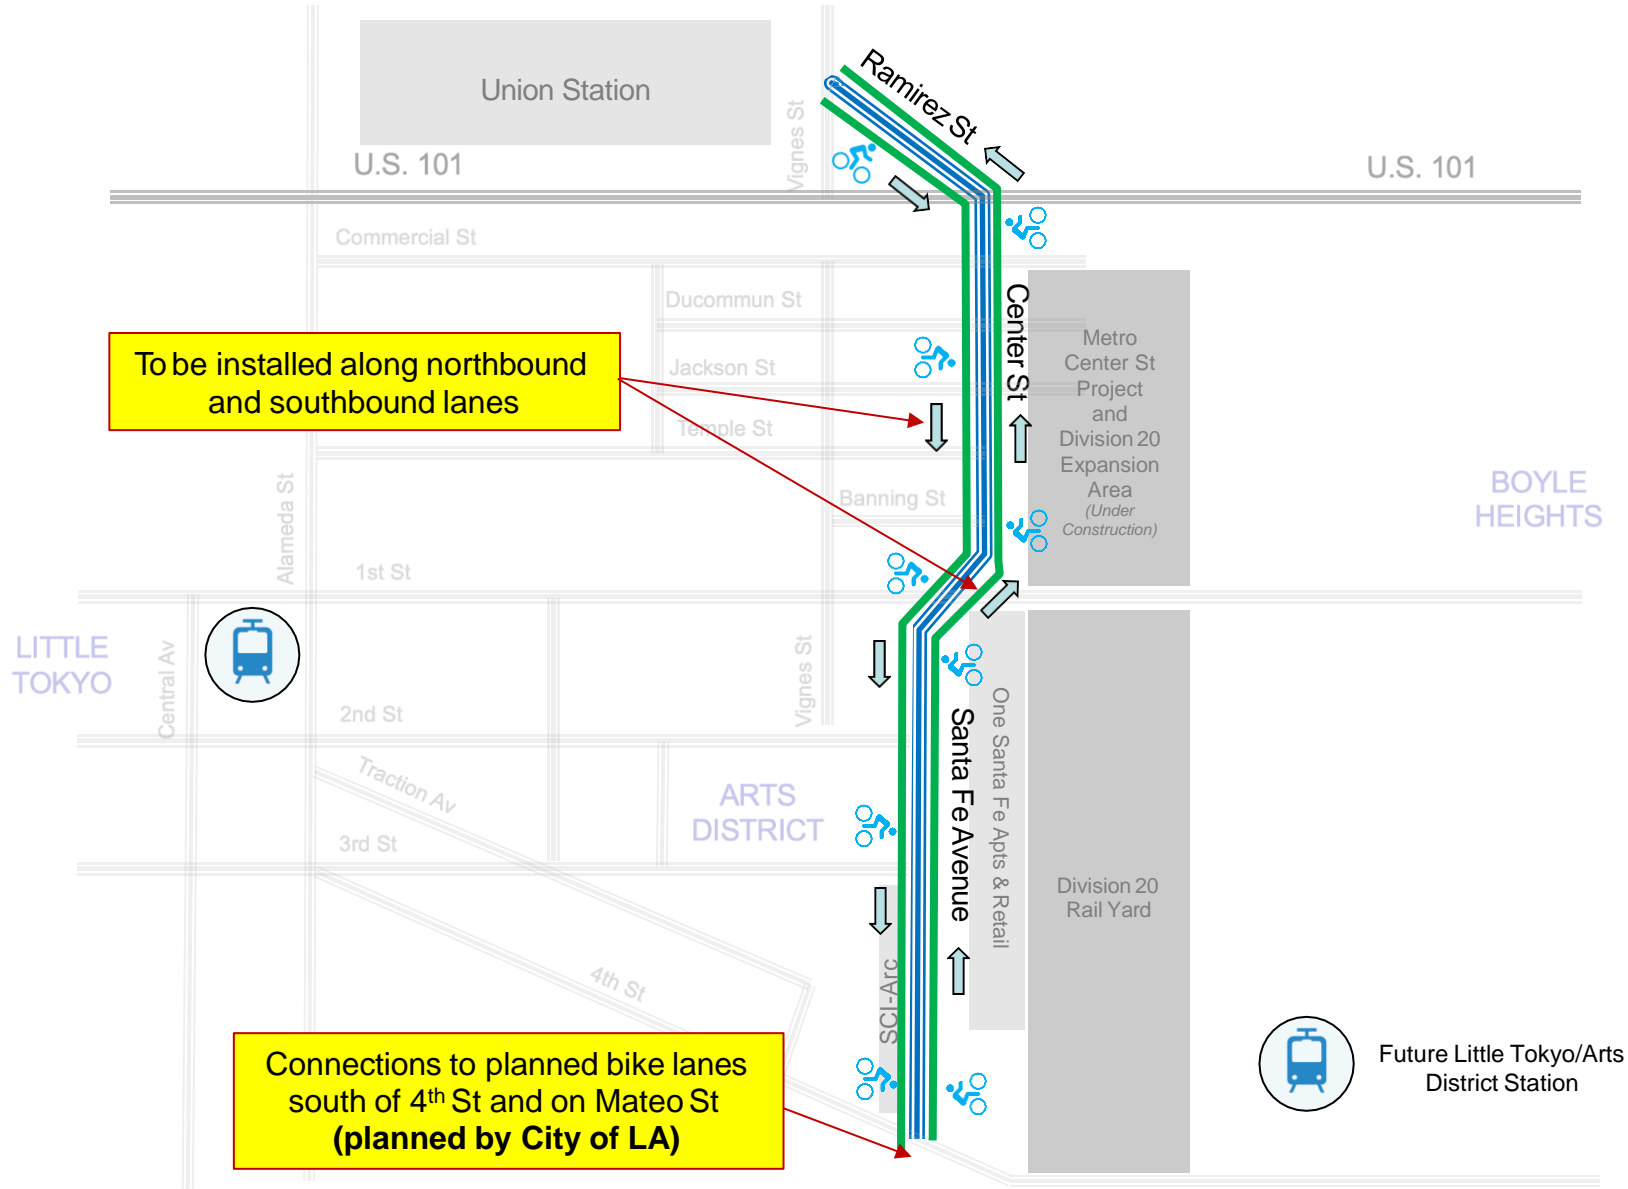 Union Station
Ramirez St
Vignes St
U.S. 101
U.S. 101
Commercial St
Ducommun St
Center St
Metro
Center St
Project
and
Division 20
Expansion
Area
(Under
Construction)
To be installed along northbound
and southbound lanes
Jackson St
Temple St
Banning St
BOYLE
HEIGHTS
Alameda St
1st St
LITTLE
TOKYO
Central Av
Vignes St
2nd St
Traction Av
3rd St
ARTS
DISTRICT
Santa Fe Avenue
One Santa Fe Apts & Retail
Division 20
Rail Yard
SCI-Arc
4th St
Connections to planned bike lanes
south of 4th St and on Mateo St
(planned by City of LA)
Future Little Tokyo/Arts
District Station